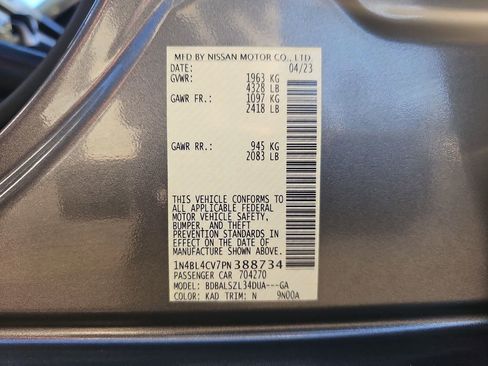 MFD BY NISSAN MOTOR CO., LTD.
DATE: 04/23
GVWR: 1963 KG
4328 LB
GAWR FR.: 1097 KG
2418 LB
GAWR RR.: 945 KG
2083 LB
THIS VEHICLE CONFORMS TO
ALL APPLICABLE FEDERAL
MOTOR VEHICLE SAFETY,
BUMPER, AND THEFT
PREVENTION STANDARDS IN
EFFECT ON THE DATE OF
MANUFACTURE SHOWN ABOVE.
1N4BL4CV7PN388734
PASSENGER CAR 704270
MODEL: BDBALSZL34DUA---GA
COLOR: KAD TRIM: N 9N00A